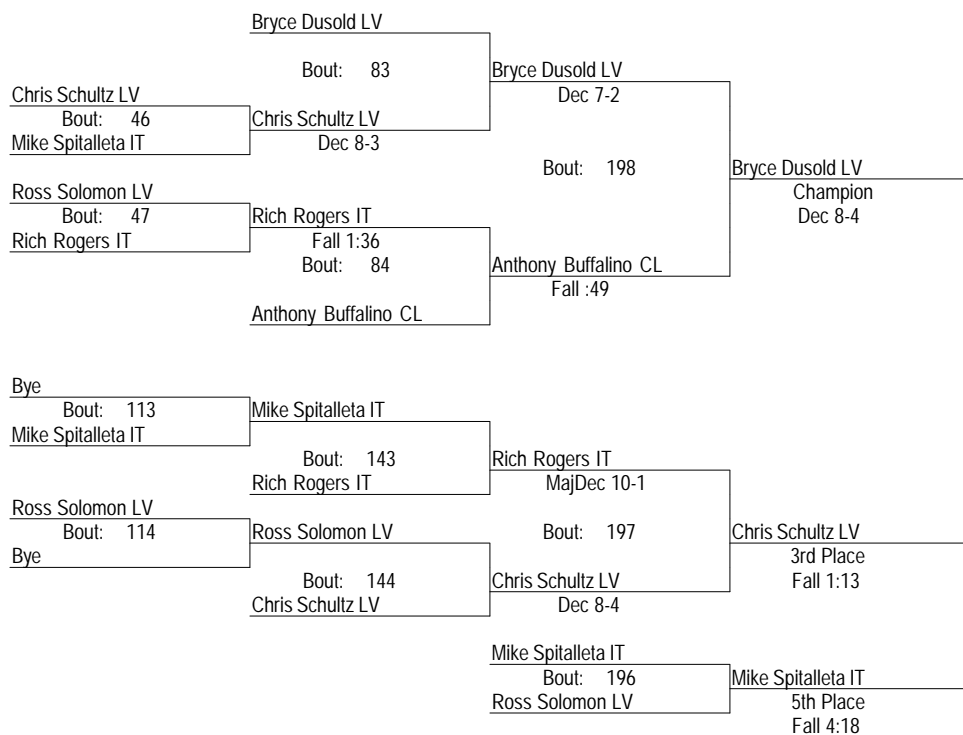 Bryce Dusold LV
Bout: 83
Bryce Dusold LV
Dec 7-2
Chris Schultz LV
Bout: 46
Chris Schultz LV
Dec 8-3
Mike Spitalleta IT
Bout: 198
Bryce Dusold LV
Champion
Dec 8-4
Ross Solomon LV
Bout: 47
Rich Rogers IT
Rich Rogers IT
Fall 1:36
Bout: 84
Anthony Buffalino CL
Fall :49
Anthony Buffalino CL
Bye
Bout: 113
Mike Spitalleta IT
Mike Spitalleta IT
Bout: 143
Rich Rogers IT
MajDec 10-1
Rich Rogers IT
Ross Solomon LV
Bout: 114
Ross Solomon LV
Bye
Bout: 197
Chris Schultz LV
3rd Place
Fall 1:13
Bout: 144
Chris Schultz LV
Dec 8-4
Chris Schultz LV
Mike Spitalleta IT
Bout: 196
Mike Spitalleta IT
5th Place
Fall 4:18
Ross Solomon LV